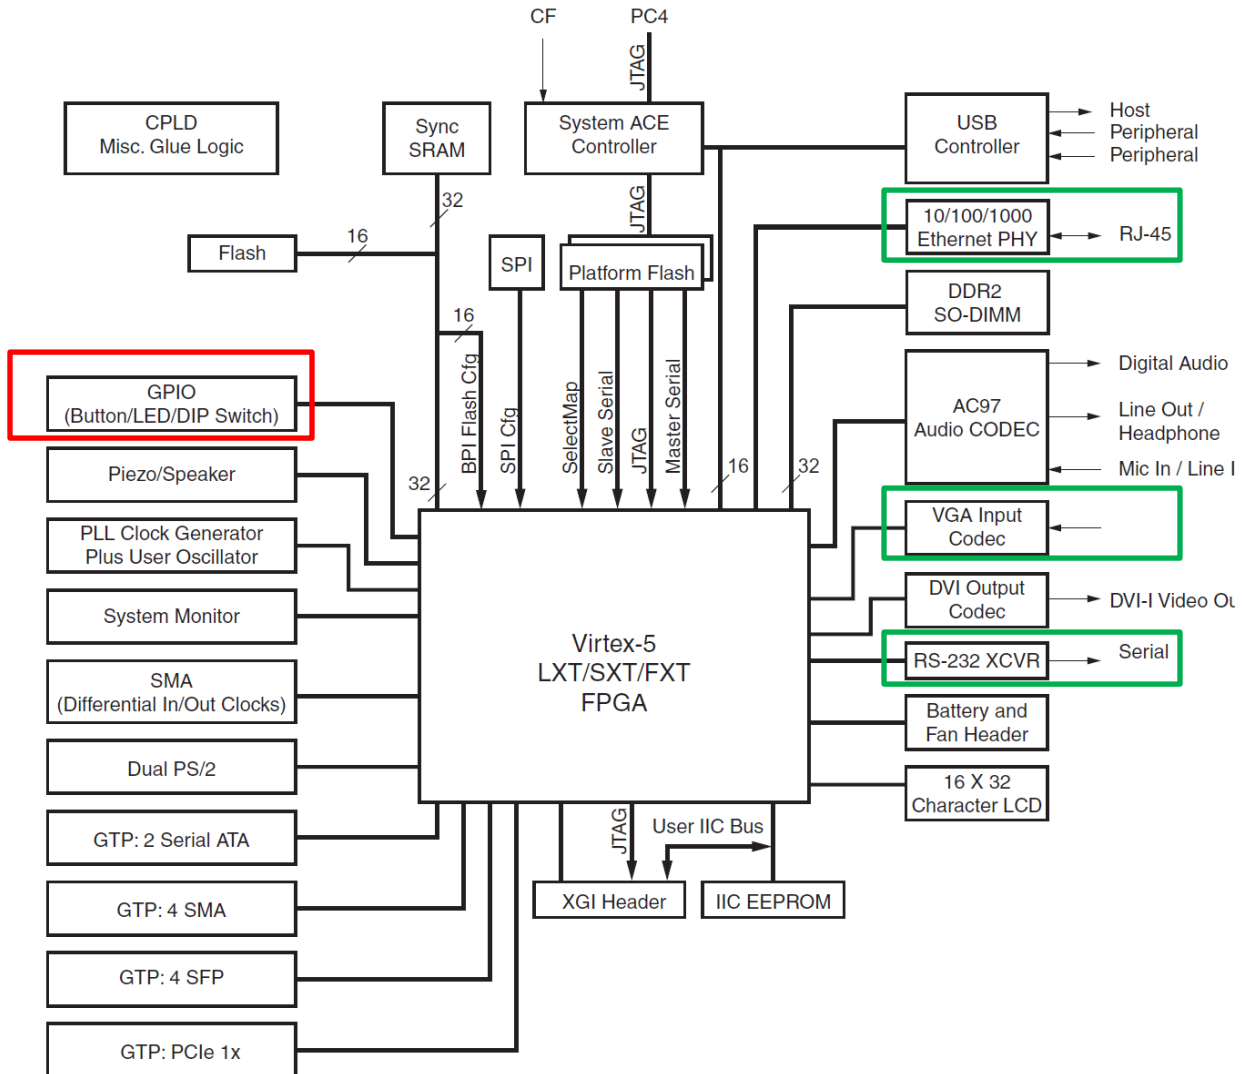 CF
PC4
JTAG
CPLD
Misc. Glue Logic
Sync
SRAM
System ACE
Controller
USB
Controller
Host
Peripheral
Peripheral
32
JTAG
10/100/1000
Ethernet PHY
RJ-45
16
Flash
SPI
Platform Flash
DDR2
SO-DIMM
16
BPI Flash Cfg
SPI Cfg
SelectMap
Slave Serial
JTAG
Master Serial
16
32
32
AC97
Audio CODEC
Digital Audio
Line Out /
Headphone
Mic In / Line I
GPIO
(Button/LED/DIP Switch)
Piezo/Speaker
PLL Clock Generator
Plus User Oscillator
System Monitor
SMA
(Differential In/Out Clocks)
Dual PS/2
GTP: 2 Serial ATA
GTP: 4 SMA
GTP: 4 SFP
GTP: PCIe 1x
Virtex-5
LXT/SXT/FXT
FPGA
VGA Input
Codec
DVI Output
Codec
DVI-I Video Ou
RS-232 XCVR
Serial
Battery and
Fan Header
16 X 32
Character LCD
JTAG
User IIC Bus
XGI Header
IIC EEPROM